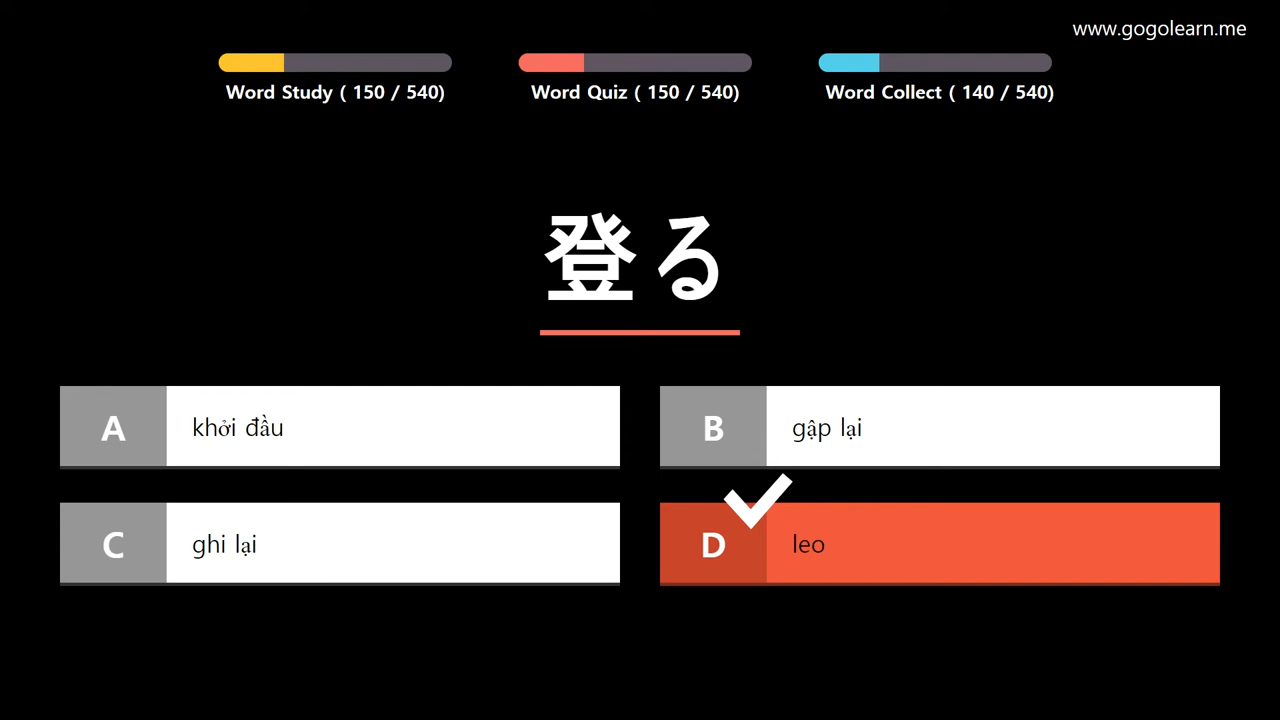 www.gogolearn.me
Word Study ( 150 / 540)
Word Quiz ( 150 / 540)
Word Collect ( 140 / 540)
登る
A khởi đầu
B gập lại
C ghi lại
D leo